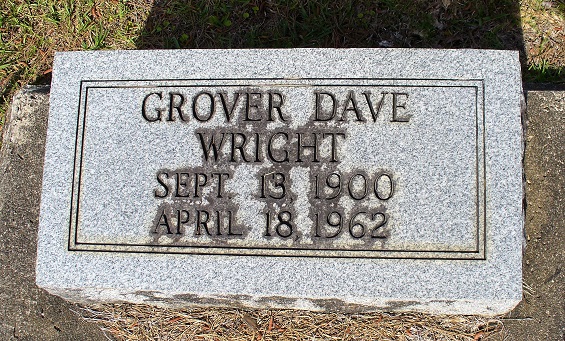 GROVER DAVE
WRIGHT
SEPT. 13, 1900
APRIL 18, 1962